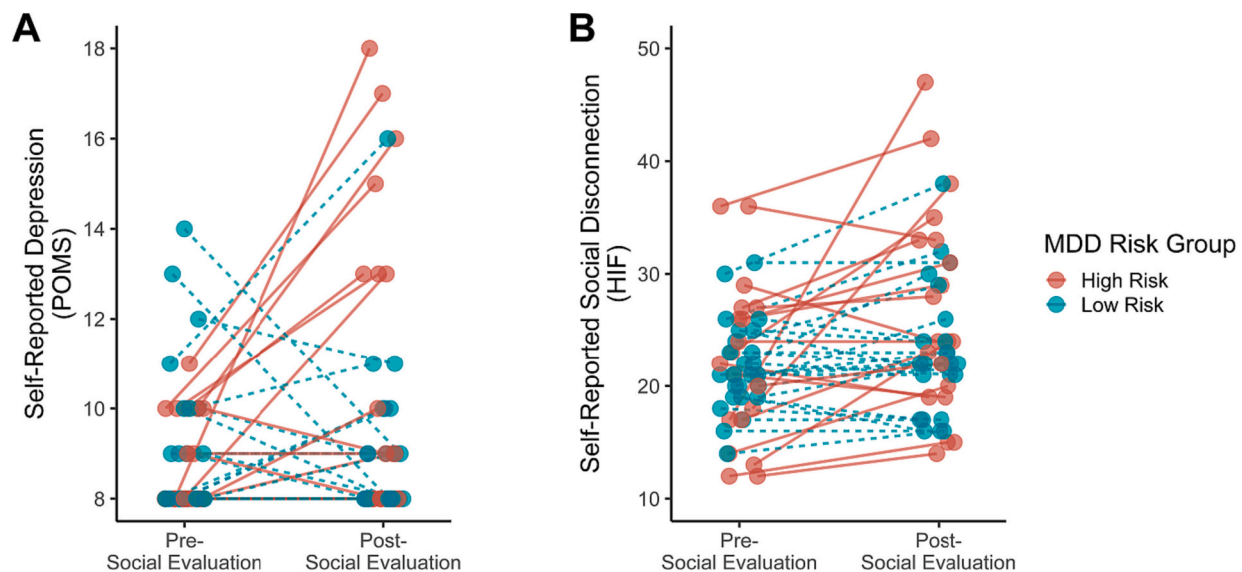 A
Self-Reported Depression
(POMS)
18
16
14
12
10
8
Pre-
Social Evaluation
Post-
Social Evaluation
B
Self-Reported Social Disconnection
(HIF)
50
40
30
20
10
Pre-
Social Evaluation
Post-
Social Evaluation
MDD Risk Group
High Risk
Low Risk